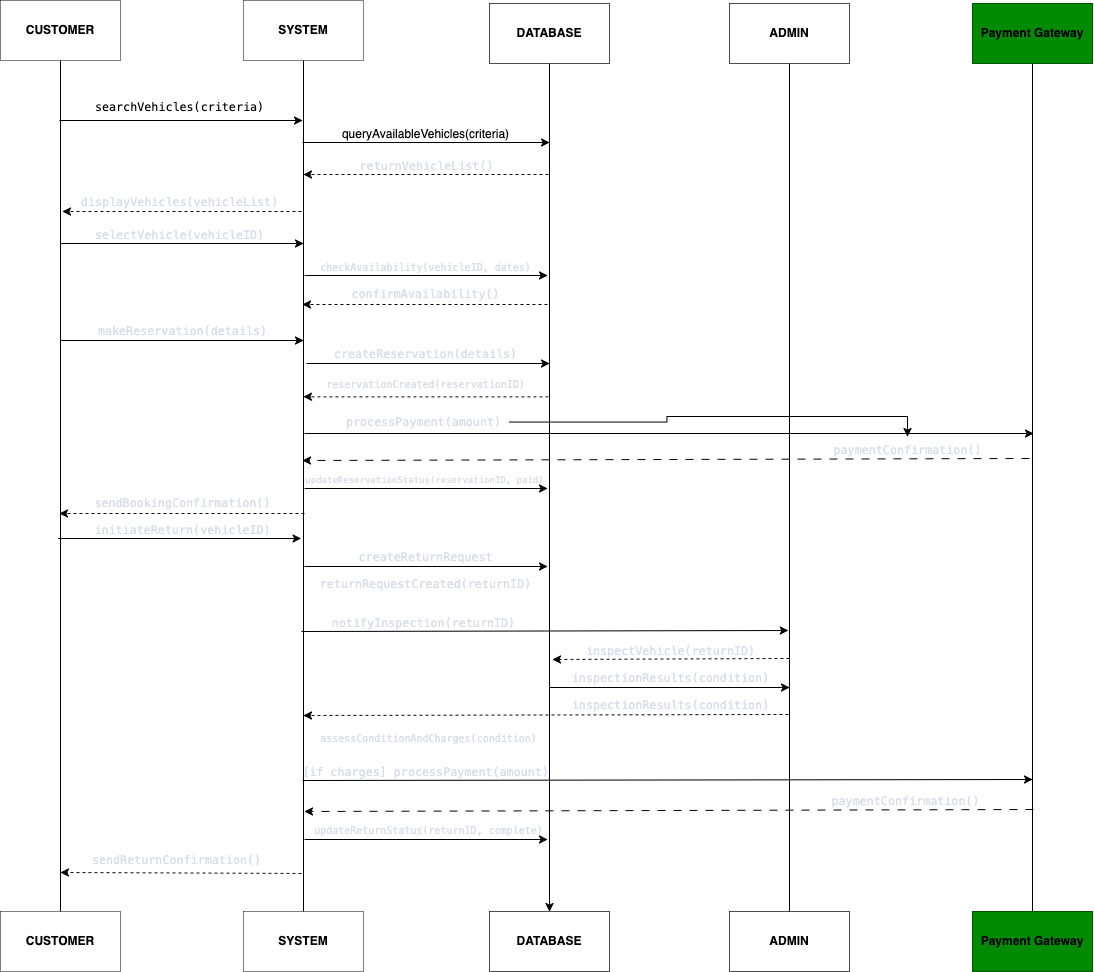 CUSTOMER
SYSTEM
DATABASE
ADMIN
Payment Gateway
searchVehicles(criteria)
queryAvailableVehicles(criteria)
returnVehicleList()
displayVehicles(vehicleList)
selectVehicle(vehicleID)
checkAvailability(vehicleID, dates)
confirmAvailability()
makeReservation(details)
createReservation(details)
reservationCreated(reservationID)
processPayment(amount)
paymentConfirmation()
updateReservationStatus(reservationID, paid)
sendBookingConfirmation()
initiateReturn(vehicleID)
createReturnRequest
returnRequestCreated(returnID)
notifyInspection(returnID)
inspectVehicle(returnID)
inspectionResults(condition)
inspectionResults(condition)
assessConditionAndCharges(condition)
[if charges] processPayment(amount)
paymentConfirmation()
updateReturnStatus(returnID, complete)
sendReturnConfirmation()
CUSTOMER
SYSTEM
DATABASE
ADMIN
Payment Gateway